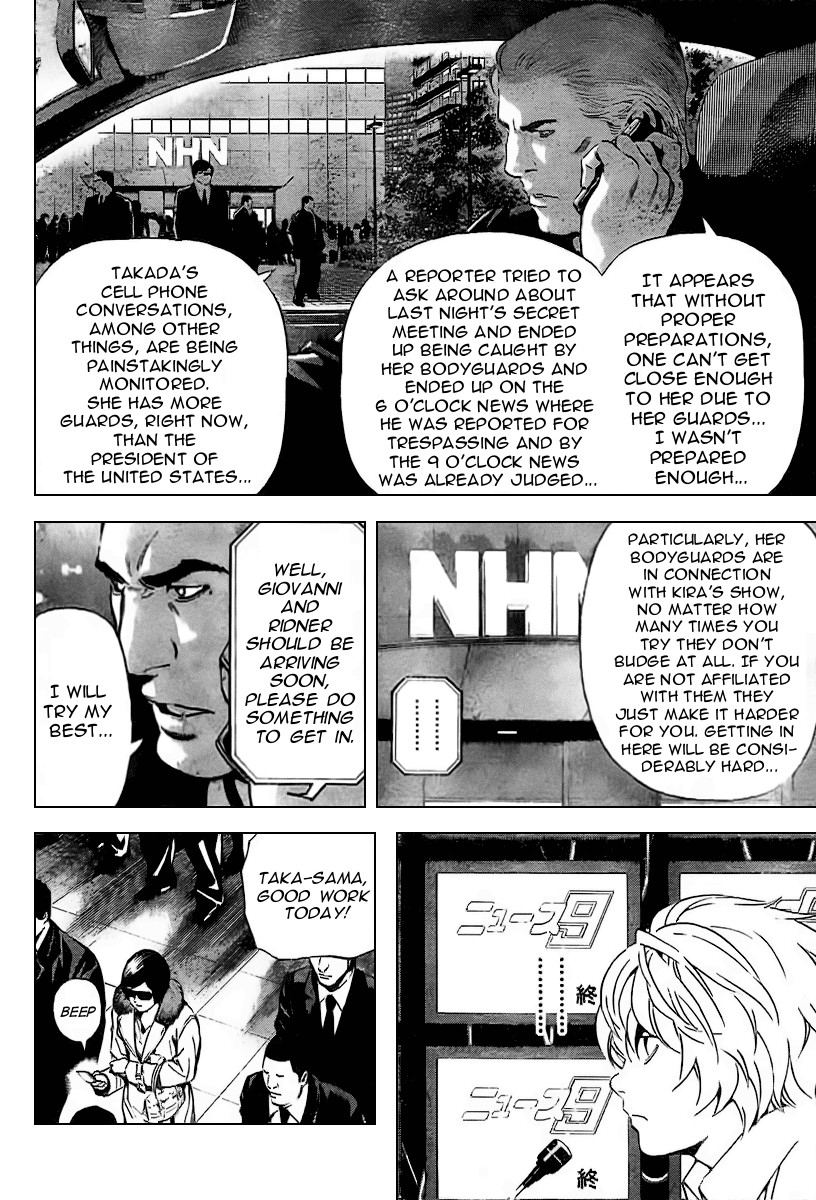 NHN
IT APPEARS
THAT WITHOUT
PROPER
PREPARATIONS,
ONE CAN'T GET
CLOSE ENOUGH
TO HER DUE TO
HER GUARDS...
I WASN'T
PREPARED
ENOUGH...
A REPORTER TRIED TO
ASK AROUND ABOUT
LAST NIGHT'S SECRET
MEETING AND ENDED
UP BEING CAUGHT BY
HER BODYGUARDS AND
ENDED UP ON THE
6 O'CLOCK NEWS WHERE
HE WAS REPORTED FOR
TRESPASSING AND BY
THE 9 O'CLOCK NEWS
WAS ALREADY JUDGED...
TAKADA'S
CELL PHONE
CONVERSATIONS,
AMONG OTHER
THINGS, ARE BEING
PAINSTAKINGLY
MONITORED.
SHE HAS MORE
GUARDS, RIGHT NOW,
THAN THE
PRESIDENT OF
THE UNITED STATES...
PARTICULARLY, HER
BODYGUARDS ARE
IN CONNECTION
WITH KIRA'S SHOW,
NO MATTER HOW
MANY TIMES YOU
TRY THEY DON'T
BUDGE AT ALL. IF YOU
ARE NOT AFFILIATED
WITH THEM THEY
JUST MAKE IT HARDER
FOR YOU. GETTING IN
HERE WILL BE CONSI-
DERABLY HARD...
NHN
WELL,
GIOVANNI
AND
RIDNER
SHOULD BE
ARRIVING
SOON,
PLEASE DO
SOMETHING
TO GET IN.
I WILL
TRY MY
BEST...
ニュース9
終
ニュース9
終
TAKA-SAMA,
GOOD WORK
TODAY!
BEEP